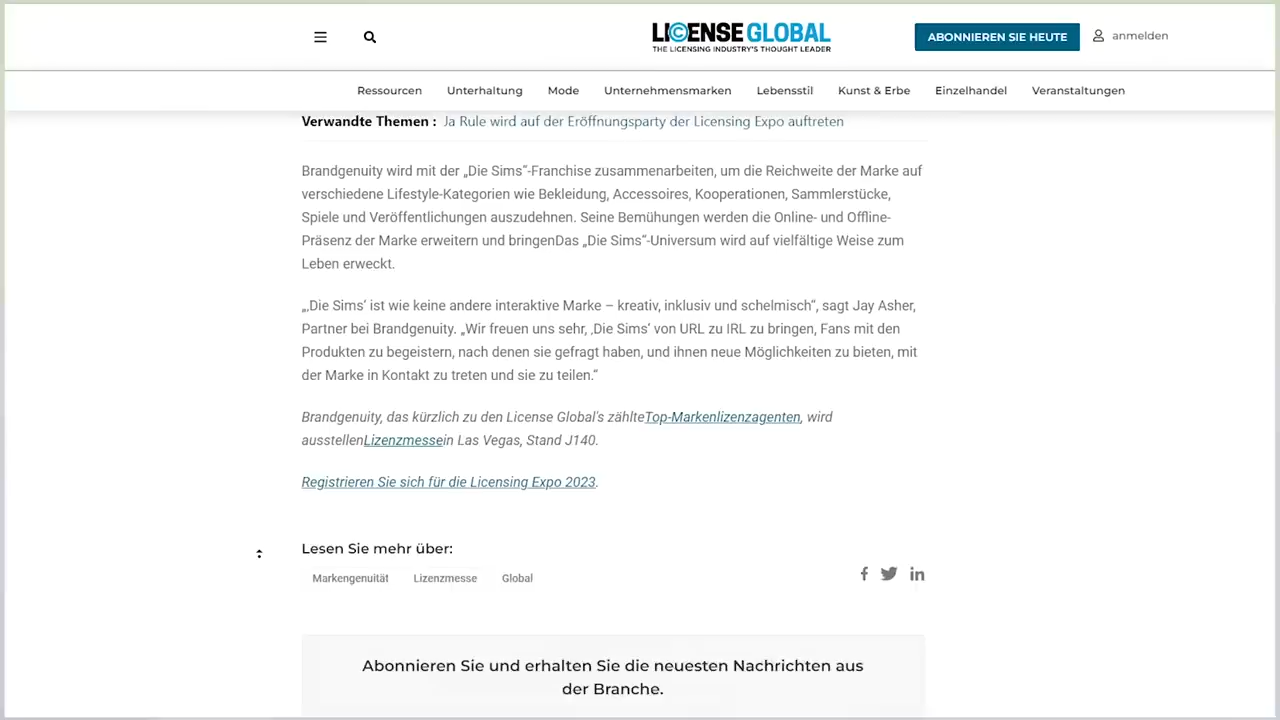 LICENSE GLOBAL
THE LICENSING INDUSTRY'S THOUGHT LEADER
ABONNIEREN SIE HEUTE
anmelden
Ressourcen Unterhaltung Mode Unternehmensmarken Lebensstil Kunst & Erbe Einzelhandel Veranstaltungen
Verwandte Themen : Ja Rule wird auf der Eröffnungsparty der Licensing Expo auftreten
Brandgenuity wird mit der „Die Sims“-Franchise zusammenarbeiten, um die Reichweite der Marke auf
verschiedene Lifestyle-Kategorien wie Bekleidung, Accessoires, Kooperationen, Sammlerstücke,
Spiele und Veröffentlichungen auszudehnen. Seine Bemühungen werden die Online- und Offline-
Präsenz der Marke erweitern und bringenDas „Die Sims“-Universum wird auf vielfältige Weise zum
Leben erweckt.
„‚Die Sims‘ ist wie keine andere interaktive Marke – kreativ, inklusiv und schelmisch“, sagt Jay Asher,
Partner bei Brandgenuity. „Wir freuen uns sehr, ‚Die Sims‘ von URL zu IRL zu bringen, Fans mit den
Produkten zu begeistern, nach denen sie gefragt haben, und ihnen neue Möglichkeiten zu bieten, mit
der Marke in Kontakt zu treten und sie zu teilen.“
Brandgenuity, das kürzlich zu den License Global's zählteTop-Markenlizenzagenten, wird
ausstellenLizenzmessein Las Vegas, Stand J140.
Registrieren Sie sich für die Licensing Expo 2023.
Lesen Sie mehr über:
Markengenuität Lizenzmesse Global
Abonnieren Sie und erhalten Sie die neuesten Nachrichten aus
der Branche.